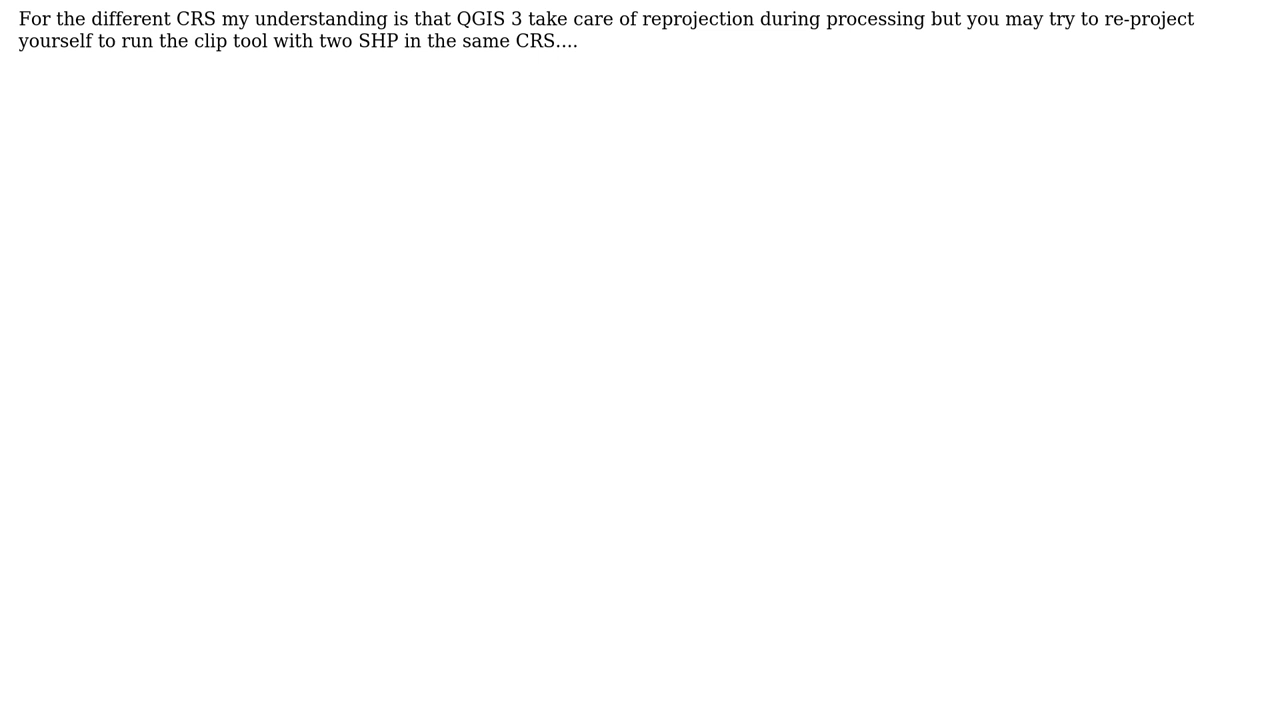 For the different CRS my understanding is that QGIS 3 take care of reprojection during processing but you may try to re-project
yourself to run the clip tool with two SHP in the same CRS....